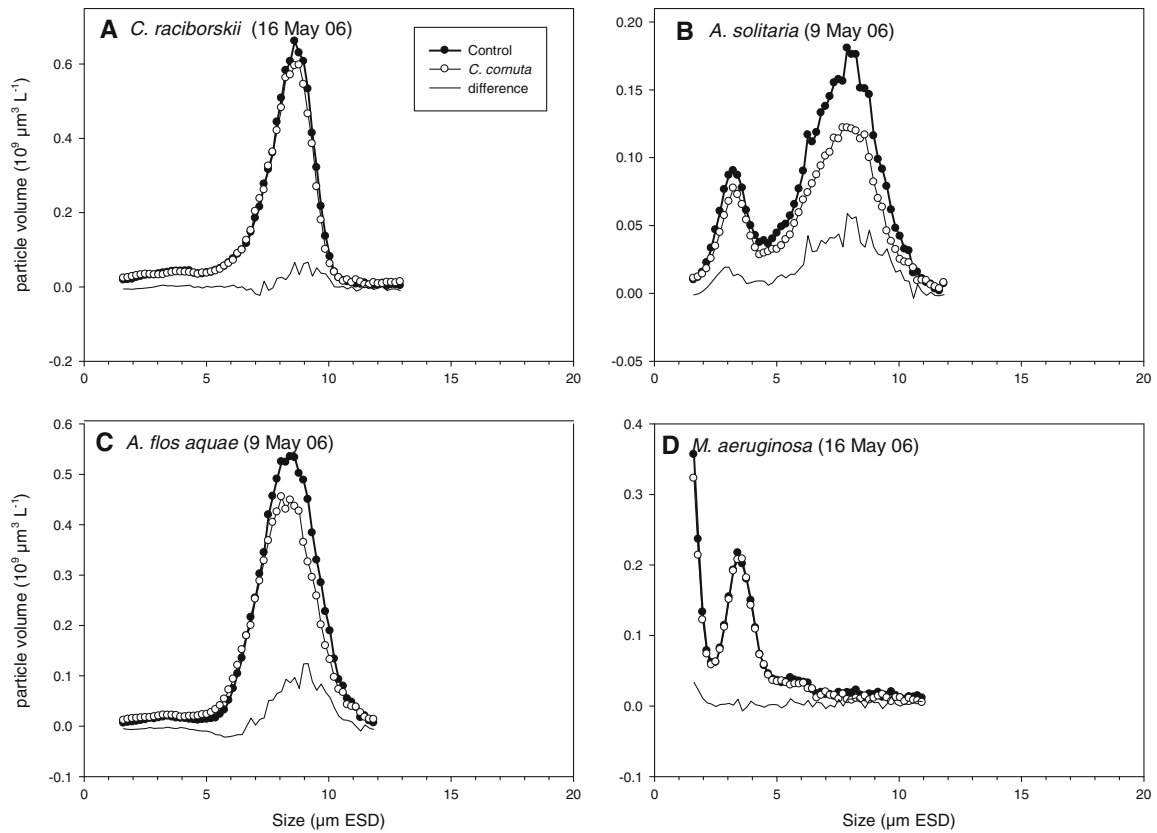 A C. raciborskii (16 May 06)
Control
C. cornuta
difference
particle volume (10⁹ µm³ L⁻¹)
0.6
0.4
0.2
0.0
-0.2
0 5 10 15 20
B A. solitaria (9 May 06)
0.20
0.15
0.10
0.05
0.00
-0.05
0 5 10 15 20
C A. flos aquae (9 May 06)
particle volume (10⁹ µm³ L⁻¹)
0.6
0.5
0.4
0.3
0.2
0.1
0.0
-0.1
0 5 10 15 20
Size (µm ESD)
D M. aeruginosa (16 May 06)
0.4
0.3
0.2
0.1
0.0
-0.1
0 5 10 15 20
Size (µm ESD)